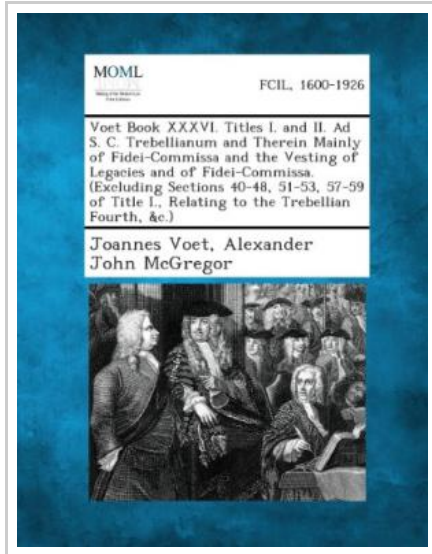 MOML
FCIL, 1600-1926
Voet Book XXXVI. Titles I. and II. Ad
S. C. Trebellianum and Therein Mainly
of Fidei-Commissa and the Vesting of
Legacies and of Fidei-Commissa.
(Excluding Sections 40-48, 51-53, 57-59
of Title I., Relating to the Trebellian
Fourth, &c.)
Joannes Voet, Alexander
John McGregor